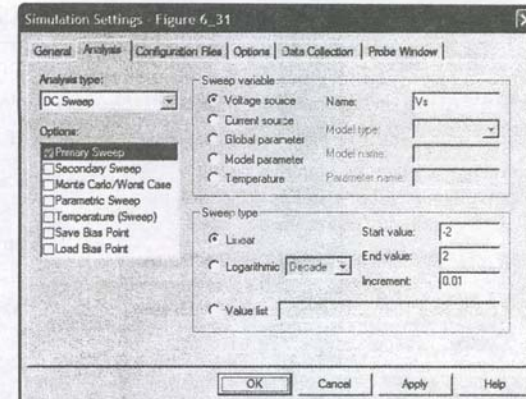 Simulation Settings - Figure 6_31
General Analysis Configuration Files Options Data Collection Probe Window
Analysis type:
DC Sweep
Options:
Primary Sweep
Secondary Sweep
Monte Carlo/Worst Case
Parametric Sweep
Temperature (Sweep)
Save Bias Point
Load Bias Point
Sweep variable
Voltage source
Current source
Global parameter
Model parameter
Temperature
Name: Vs
Model type:
Model name:
Parameter name:
Sweep type
Linear
Logarithmic Decade
Value list
Start value: -2
End value: 2
Increment: 0.01
OK Cancel Apply Help